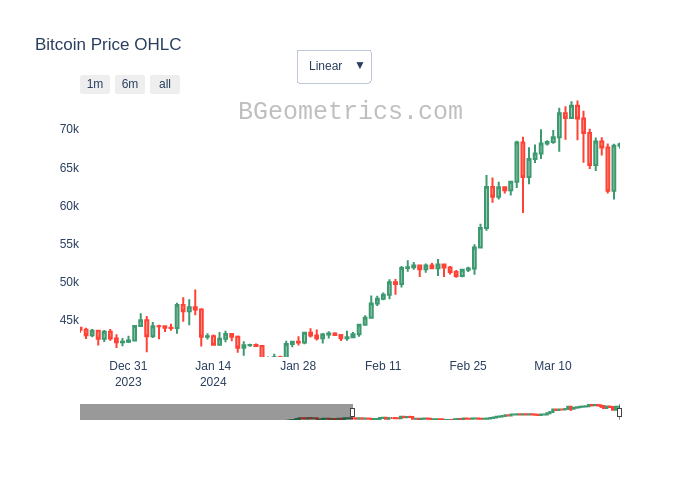 Bitcoin Price OHLC
Linear ▼
1m 6m all
BGeometrics.com
70k
65k
60k
55k
50k
45k
Dec 31 Jan 14 Jan 28 Feb 11 Feb 25 Mar 10
2023 2024